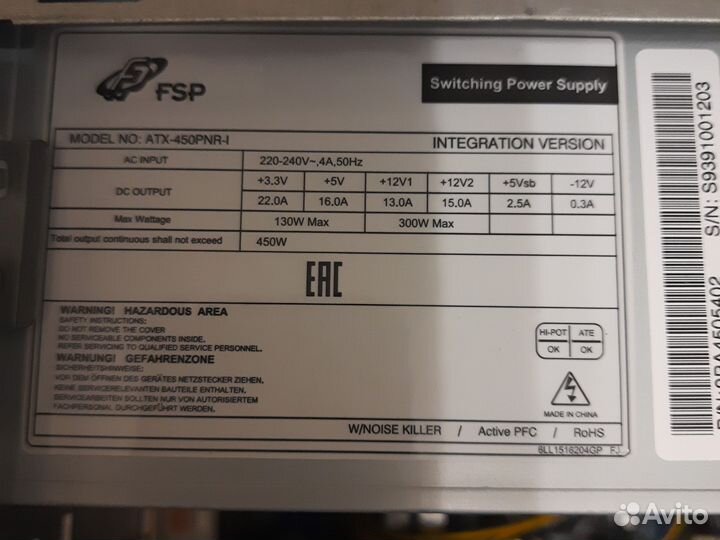 FSP
Switching Power Supply
MODEL NO: ATX-450PNR-I INTEGRATION VERSION
AC INPUT 220-240V~,4A,50Hz
DC OUTPUT +3.3V +5V +12V1 +12V2 +5Vsb -12V
22.0A 16.0A 13.0A 15.0A 2.5A 0.3A
Max Wattage 130W Max 300W Max
Total output continuous shall not exceed 450W
EAC
WARNING! HAZARDOUS AREA
SAFETY INSTRUCTIONS:
DO NOT REMOVE THE COVER
NO SERVICEABLE COMPONENTS INSIDE.
REFER SERVICING TO QUALIFIED SERVICE PERSONNEL.
WARNUNG! GEFAHRENZONE
SICHERHEITSHINWEISE:
VOR DEM ÖFFNEN DES GERÄTES NETZSTECKER ZIEHEN.
KEINE SERVICERELEVANTEN BAUTEILE ENTHALTEN.
SERVICEARBEITEN SOLLTEN NUR VON AUTORISIERTEM
FACHPERSONAL DURCHGEFÜHRT WERDEN.
HI-POT ATE
OK OK
MADE IN CHINA
W/NOISE KILLER / Active PFC / RoHS
6LL1516204GP FJ
S/N: S9391001203
Avito